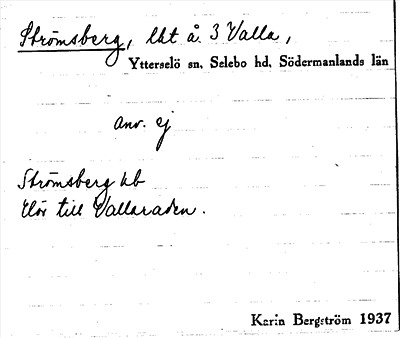 Strömsberg, lht å. 3 Valla,
Ytterselö sn, Selebo hd, Södermanlands län
anv. ej
Strömsberg kb
Hör till Vallaraden.
Karin Bergström 1937